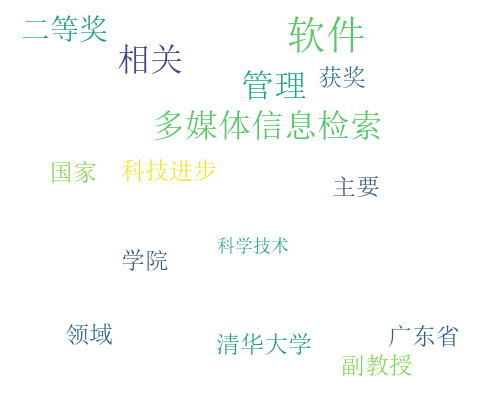 二等奖
软件
相关
管理
获奖
多媒体信息检索
国家
科技进步
主要
科学技术
学院
领域
清华大学
广东省
副教授